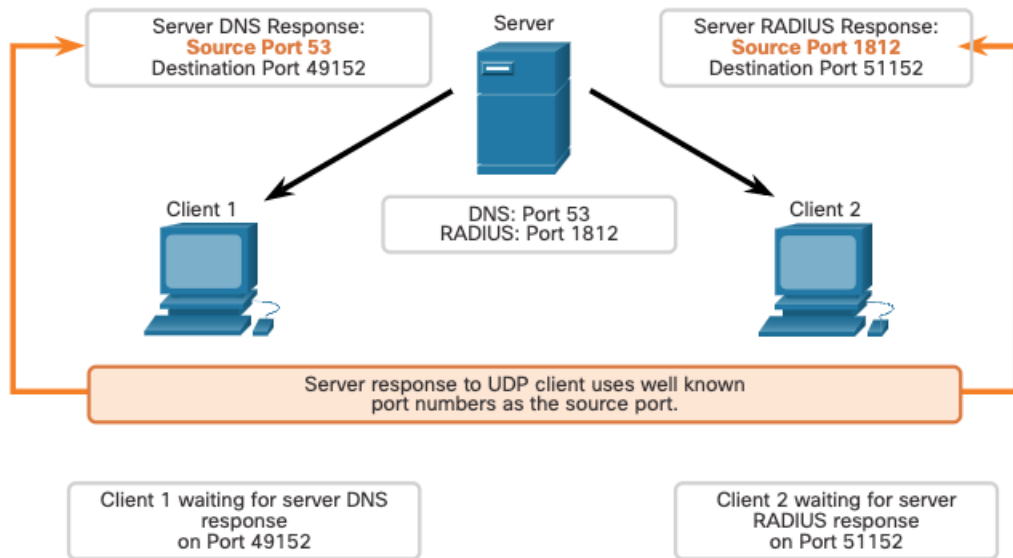 Server DNS Response:
Source Port 53
Destination Port 49152
Server
Server RADIUS Response:
Source Port 1812
Destination Port 51152
Client 1
DNS: Port 53
RADIUS: Port 1812
Client 2
Server response to UDP client uses well known
port numbers as the source port.
Client 1 waiting for server DNS
response
on Port 49152
Client 2 waiting for server
RADIUS response
on Port 51152